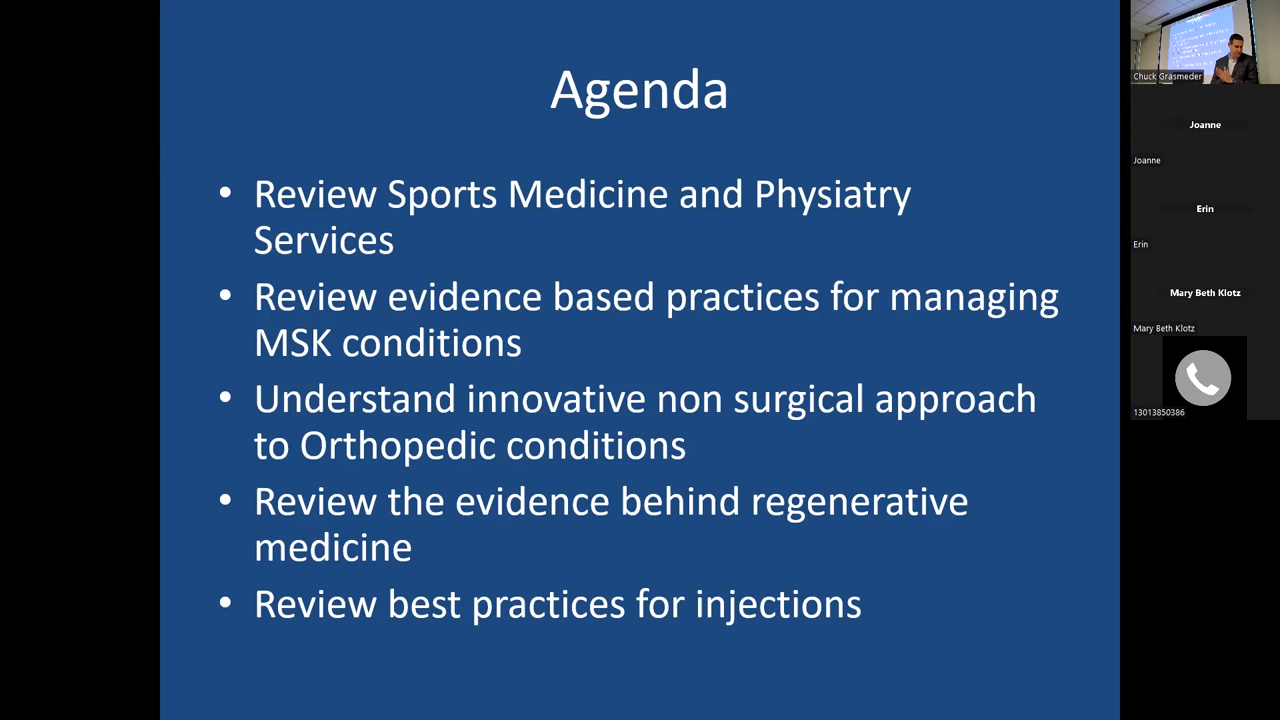 Agenda
• Review Sports Medicine and Physiatry
Services
• Review evidence based practices for managing
MSK conditions
• Understand innovative non surgical approach
to Orthopedic conditions
• Review the evidence behind regenerative
medicine
• Review best practices for injections
Chuck Grasmeder
Joanne
Joanne
Erin
Erin
Mary Beth Klotz
Mary Beth Klotz
13013850386